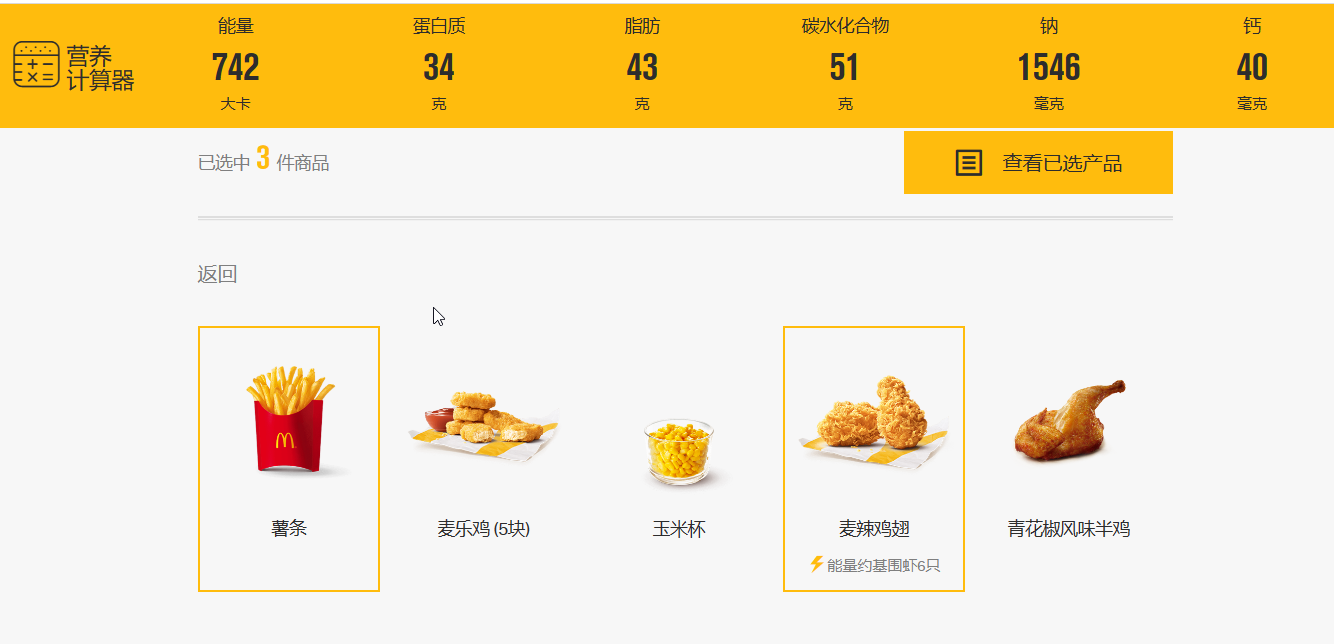 营养
计算器
能量
742
大卡
蛋白质
34
克
脂肪
43
克
碳水化合物
51
克
钠
1546
毫克
钙
40
毫克
已选中 3 件商品
查看已选产品
返回
薯条
麦乐鸡 (5块)
玉米杯
麦辣鸡翅
能量约基围虾6只
青花椒风味半鸡